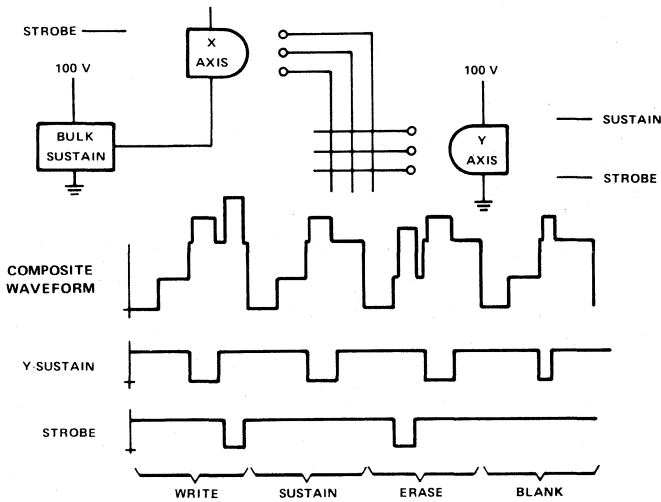 STROBE
X
AXIS
100 V
BULK
SUSTAIN
100 V
Y
AXIS
SUSTAIN
STROBE
COMPOSITE
WAVEFORM
Y-SUSTAIN
STROBE
WRITE
SUSTAIN
ERASE
BLANK